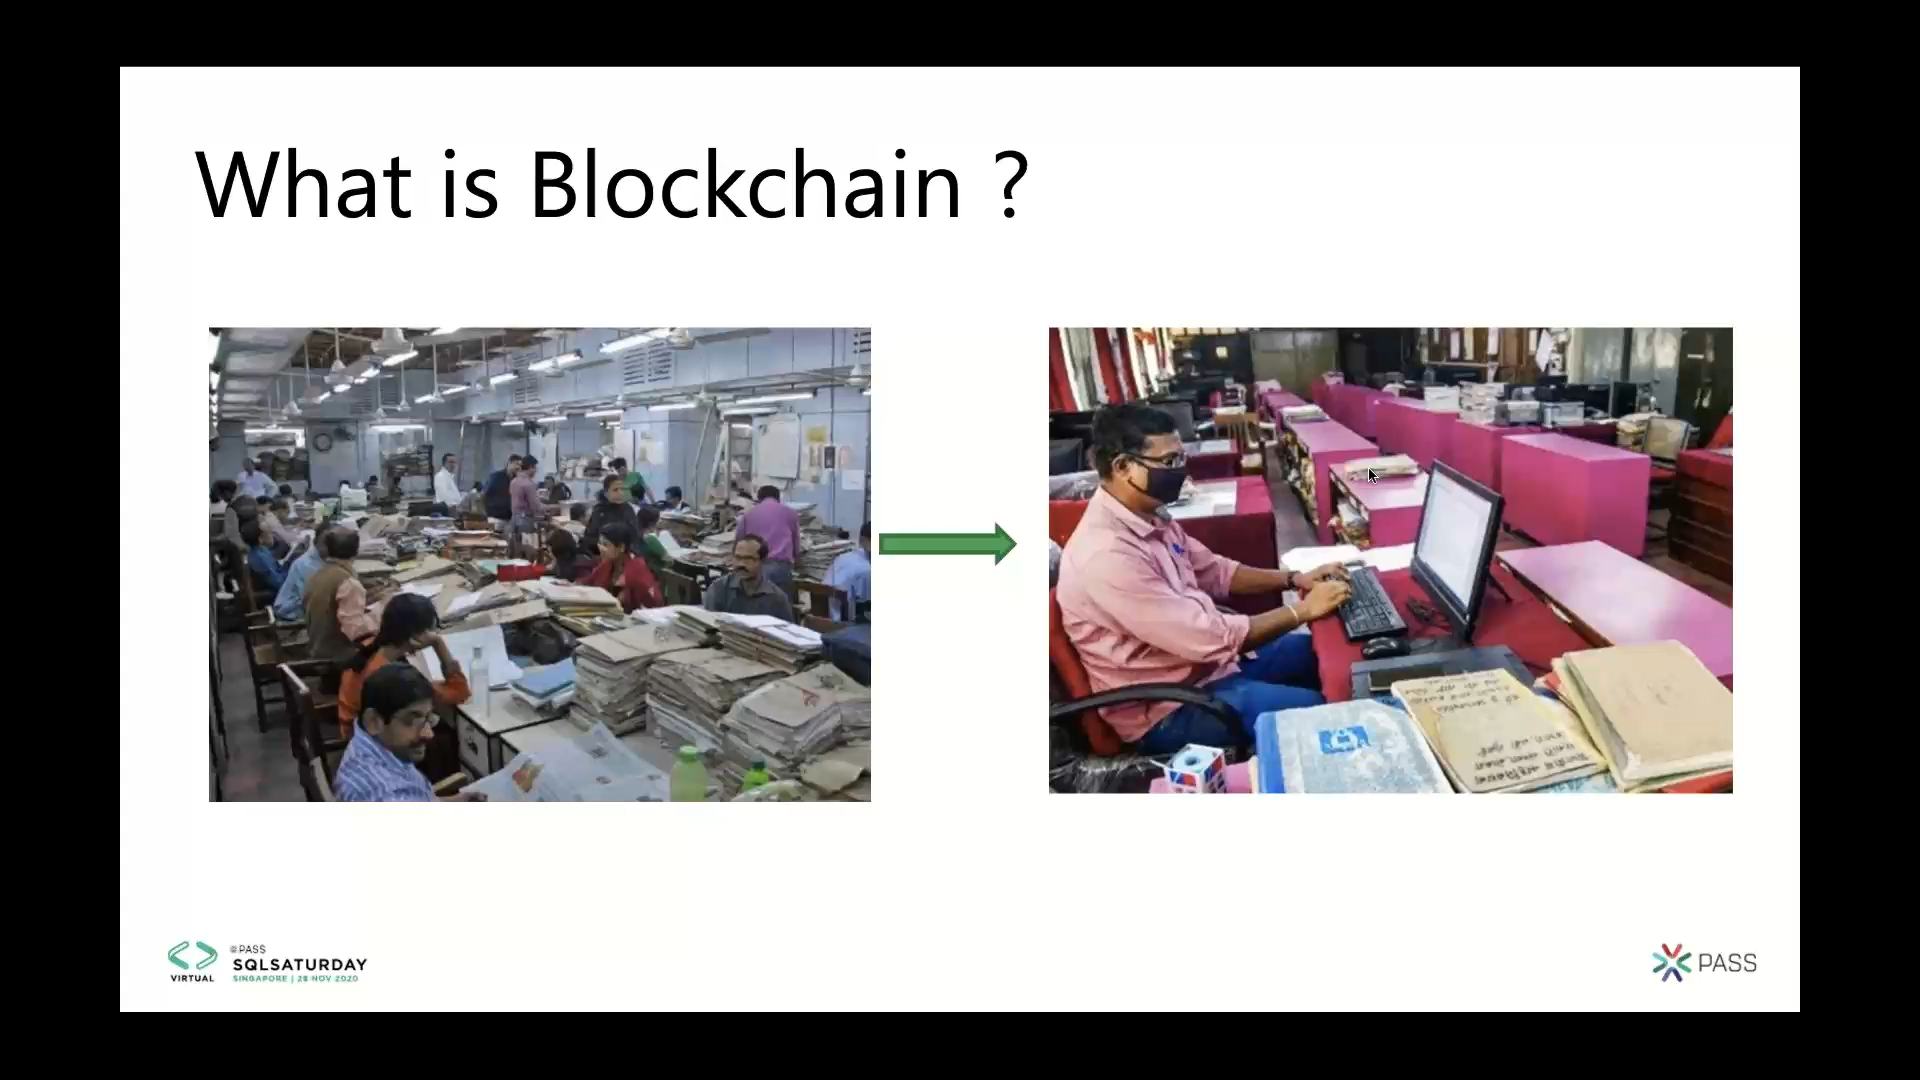 What is Blockchain ?
PASS
SQLSATURDAY
VIRTUAL
SINGAPORE | 28 NOV 2020
PASS